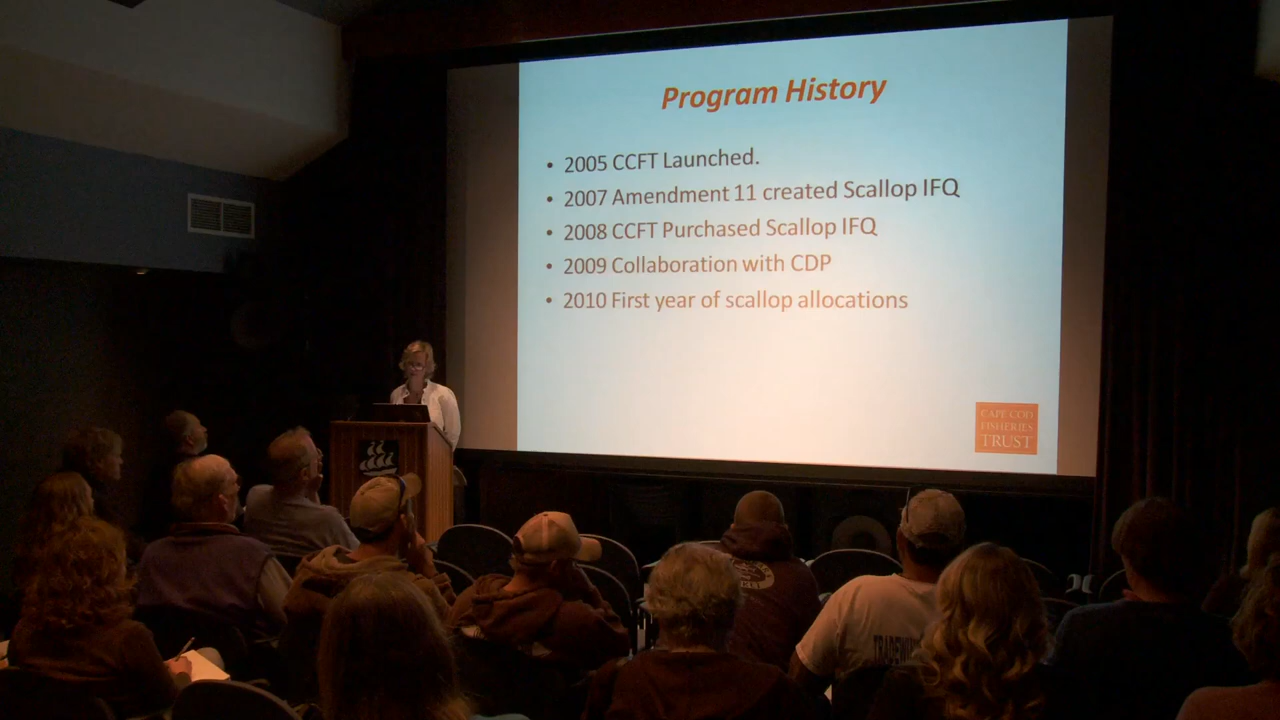 Program History
• 2005 CCFT Launched.
• 2007 Amendment 11 created Scallop IFQ
• 2008 CCFT Purchased Scallop IFQ
• 2009 Collaboration with CDP
• 2010 First year of scallop allocations
CAPE COD
FISHERIES
TRUST